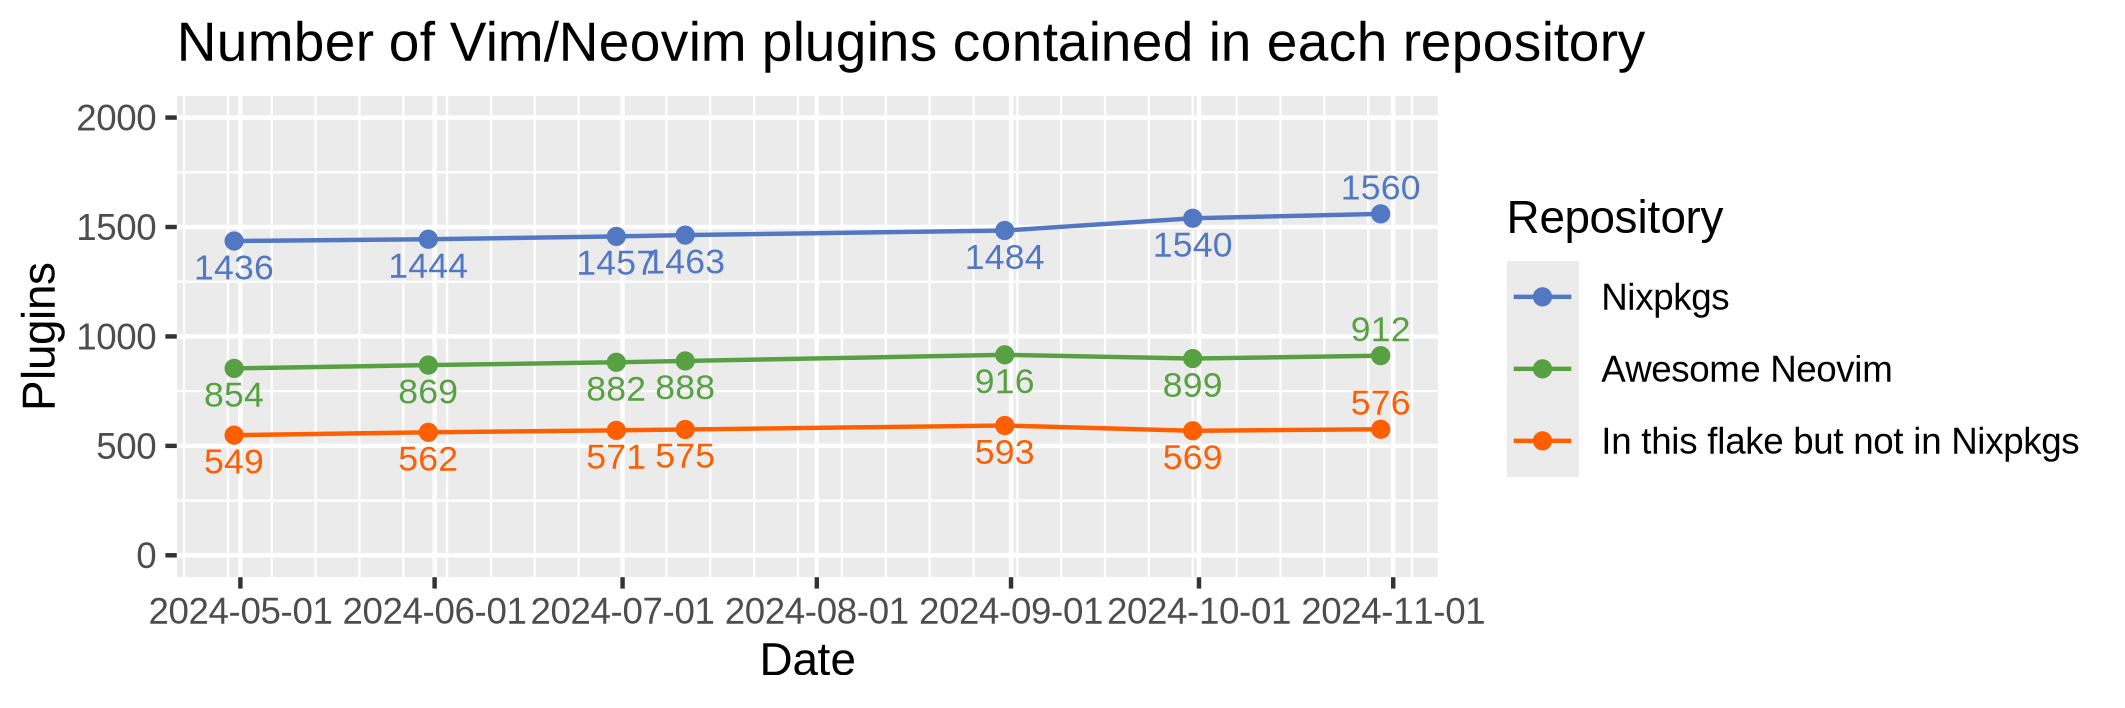 Number of Vim/Neovim plugins contained in each repository
2000
1500
1000
500
0
Plugins
1436 1444 1457 1463 1484 1540 1560
854 869 882 888 916 899 912
549 562 571 575 593 569 576
2024-05-01 2024-06-01 2024-07-01 2024-08-01 2024-09-01 2024-10-01 2024-11-01
Date
Repository
Nixpkgs
Awesome Neovim
In this flake but not in Nixpkgs